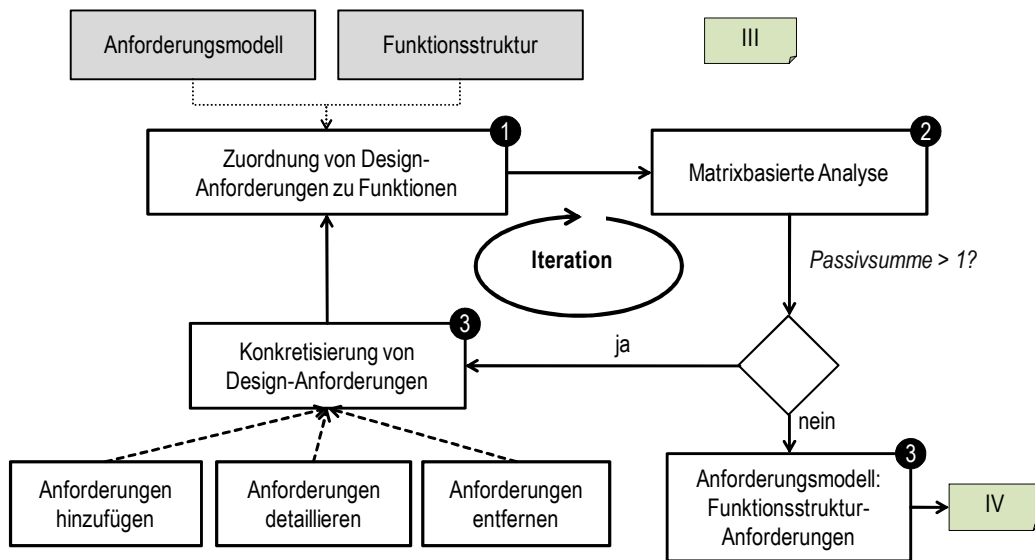 Anforderungsmodell
Funktionsstruktur
III
1
Zuordnung von Design-
Anforderungen zu Funktionen
2
Matrixbasierte Analyse
Iteration
Passivsumme > 1?
3
Konkretisierung von
Design-Anforderungen
ja
nein
Anforderungen
hinzufügen
Anforderungen
detaillieren
Anforderungen
entfernen
3
Anforderungsmodell:
Funktionsstruktur-
Anforderungen
IV